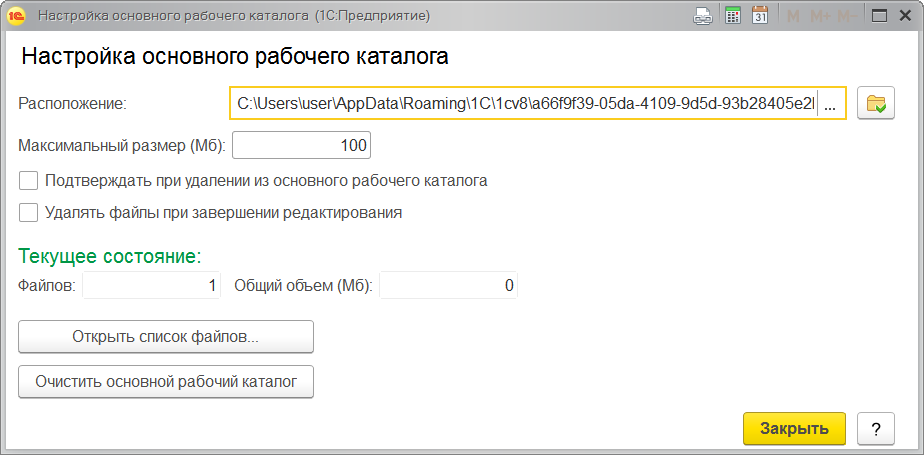 Настройка основного рабочего каталога (1С:Предприятие) 31 M M+ M-
Настройка основного рабочего каталога
Расположение: C:\Users\user\AppData\Roaming\1C\1cv8\a66f9f39-05da-4109-9d5d-93b28405e2 ...
Максимальный размер (Мб): 100
Подтверждать при удалении из основного рабочего каталога
Удалять файлы при завершении редактирования
Текущее состояние:
Файлов: 1 Общий объем (Мб): 0
Открыть список файлов...
Очистить основной рабочий каталог
Закрыть ?